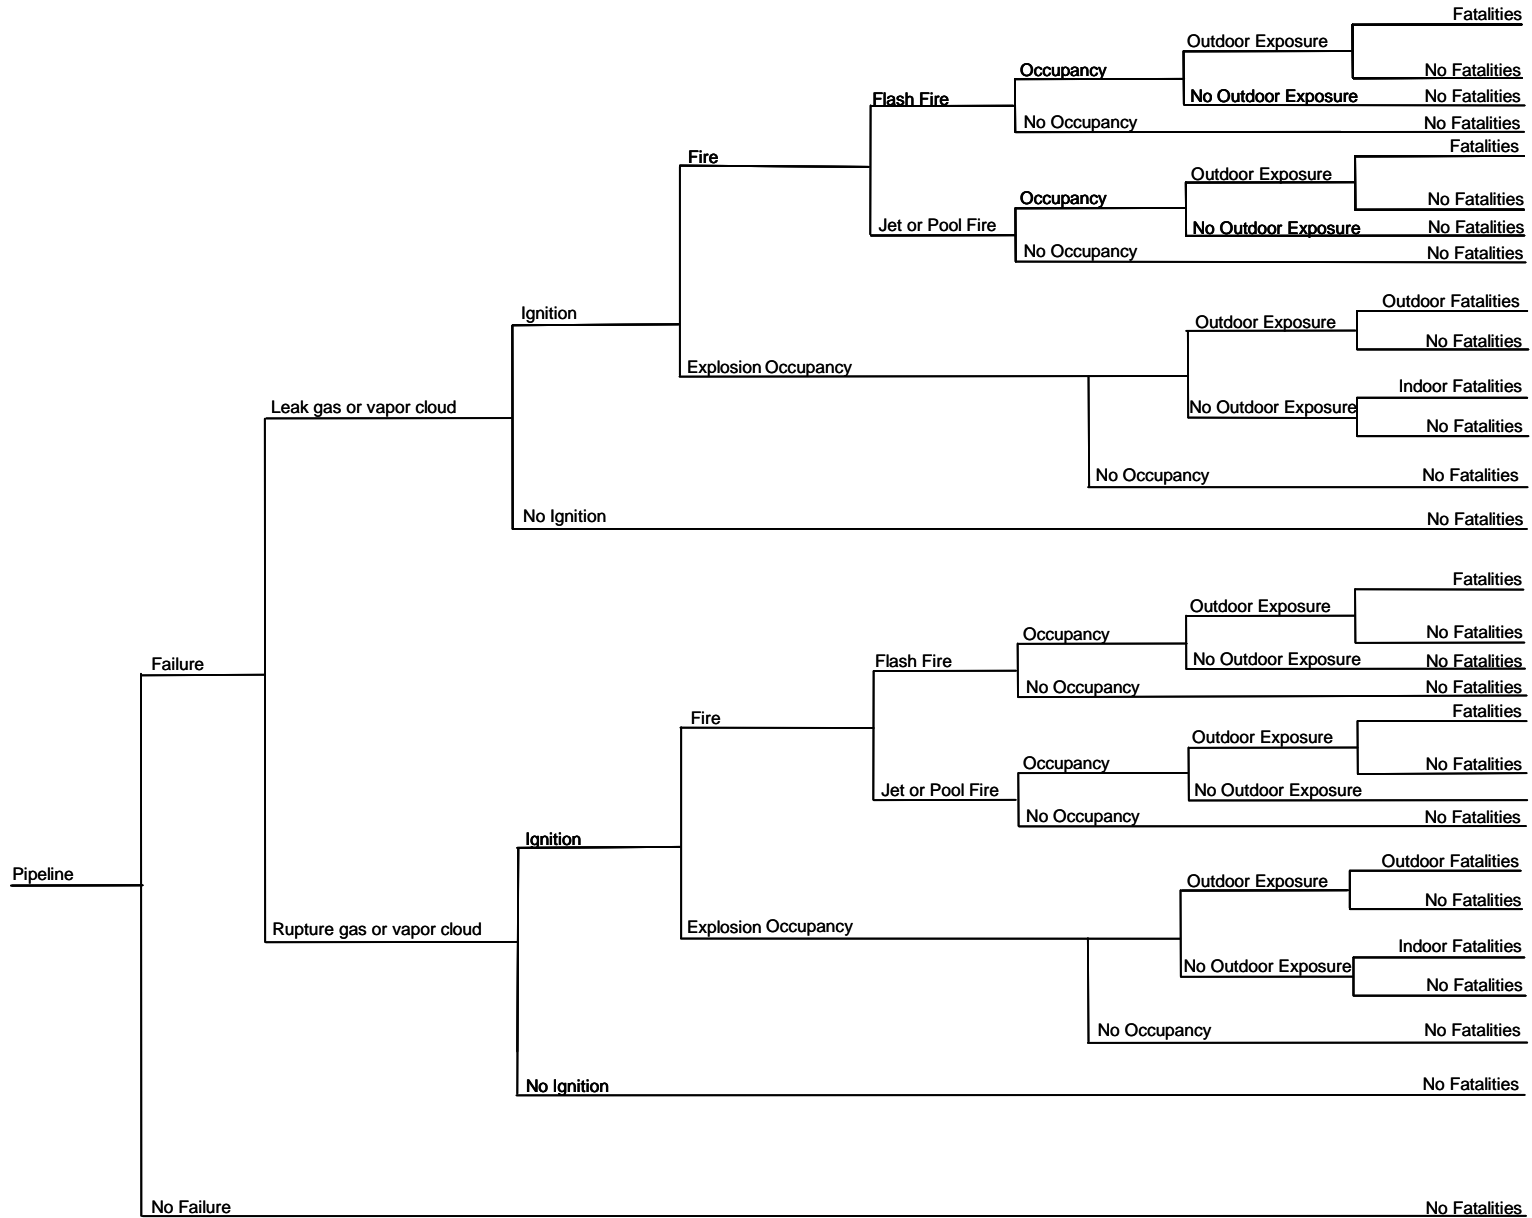 Fatalities
Outdoor Exposure
Occupancy
No Fatalities
Flash Fire
No Outdoor Exposure
No Fatalities
No Occupancy
No Fatalities
Fatalities
Fire
Outdoor Exposure
Occupancy
No Fatalities
Jet or Pool Fire
No Outdoor Exposure
No Fatalities
No Occupancy
No Fatalities
Outdoor Fatalities
Ignition
Outdoor Exposure
No Fatalities
Explosion Occupancy
Indoor Fatalities
Leak gas or vapor cloud
No Outdoor Exposure
No Fatalities
No Occupancy
No Fatalities
No Ignition
No Fatalities
Fatalities
Outdoor Exposure
Occupancy
No Fatalities
Failure
Flash Fire
No Outdoor Exposure
No Fatalities
No Occupancy
No Fatalities
Fatalities
Fire
Outdoor Exposure
Occupancy
No Fatalities
Jet or Pool Fire
No Outdoor Exposure
No Occupancy
No Fatalities
Ignition
Outdoor Fatalities
Pipeline
Outdoor Exposure
No Fatalities
Rupture gas or vapor cloud
Explosion Occupancy
Indoor Fatalities
No Outdoor Exposure
No Fatalities
No Occupancy
No Fatalities
No Ignition
No Fatalities
No Failure
No Fatalities